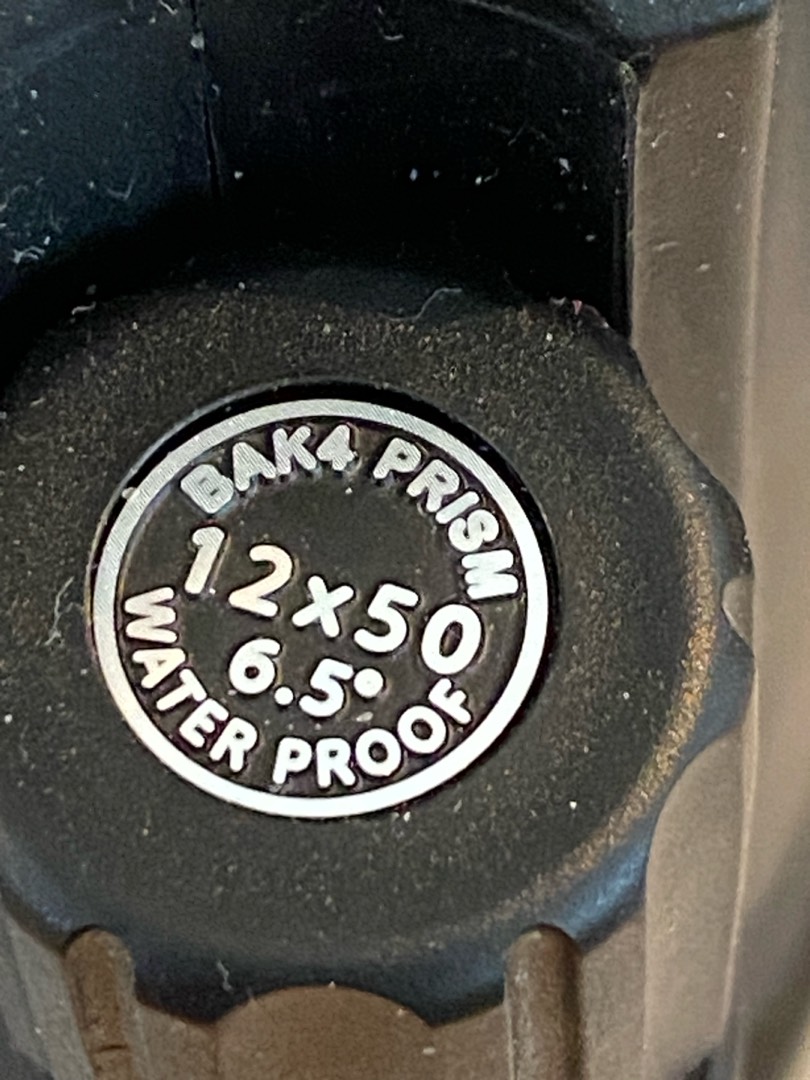 BAK4 PRISM
12x50
6.5°
WATER PROOF